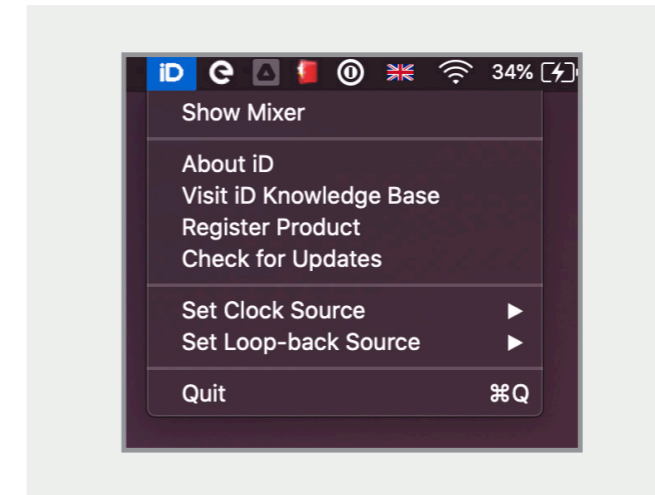 iD 34%
Show Mixer
About iD
Visit iD Knowledge Base
Register Product
Check for Updates
Set Clock Source
Set Loop-back Source
Quit ⌘Q